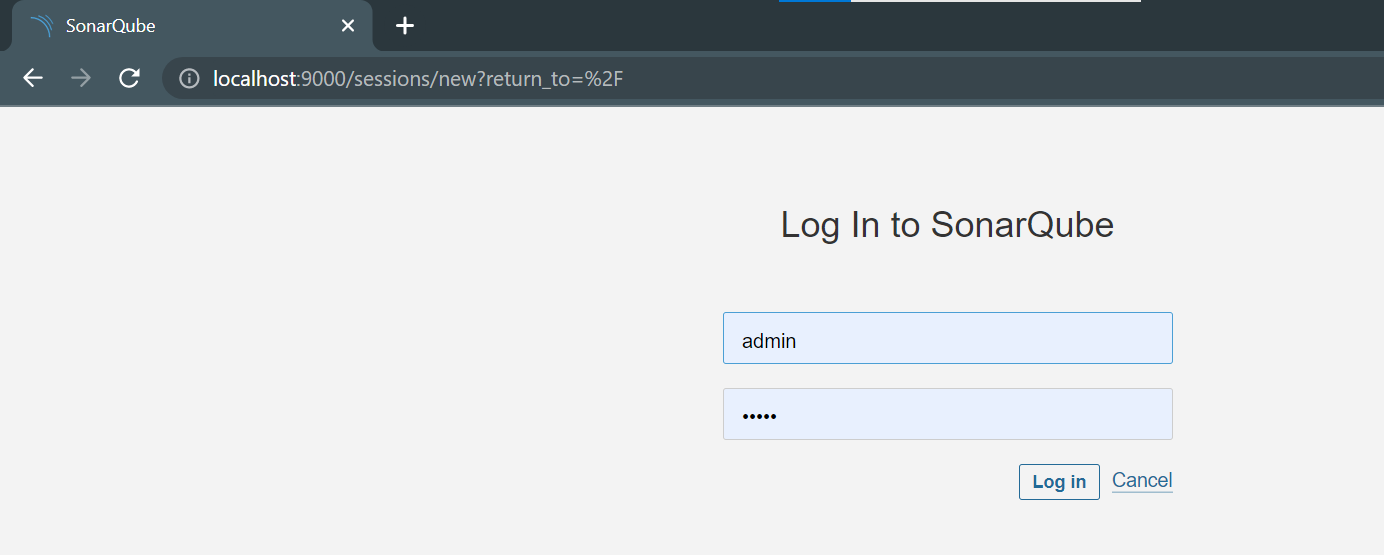 SonarQube
localhost:9000/sessions/new?return_to=%2F
Log In to SonarQube
admin
•••••
Log in Cancel